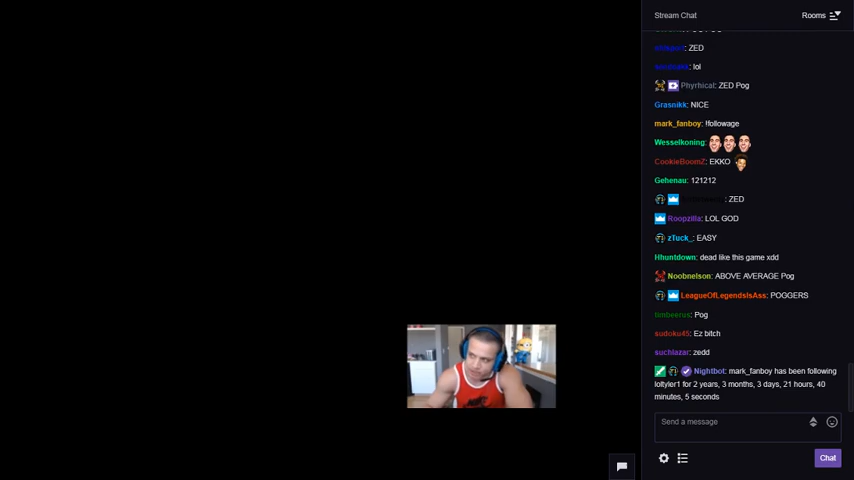 Stream Chat
Rooms
: ZED
: lol
Phyrhical: ZED Pog
Grasnikk: NICE
mark_fanboy: !followage
Wesselkoning:
CookieBoomZ: EKKO
Gehenau: 121212
: ZED
Roopzilla: LOL GOD
zTuck_: EASY
Hhuntdown: dead like this game xdd
Noobnelson: ABOVE AVERAGE Pog
LeagueOfLegendsIsAss: POGGERS
timbeerus: Pog
sudoku45: Ez bitch
suchlazar: zedd
Nightbot: mark_fanboy has been following
loltyler1 for 2 years, 3 months, 3 days, 21 hours, 40
minutes, 5 seconds
Send a message
Chat